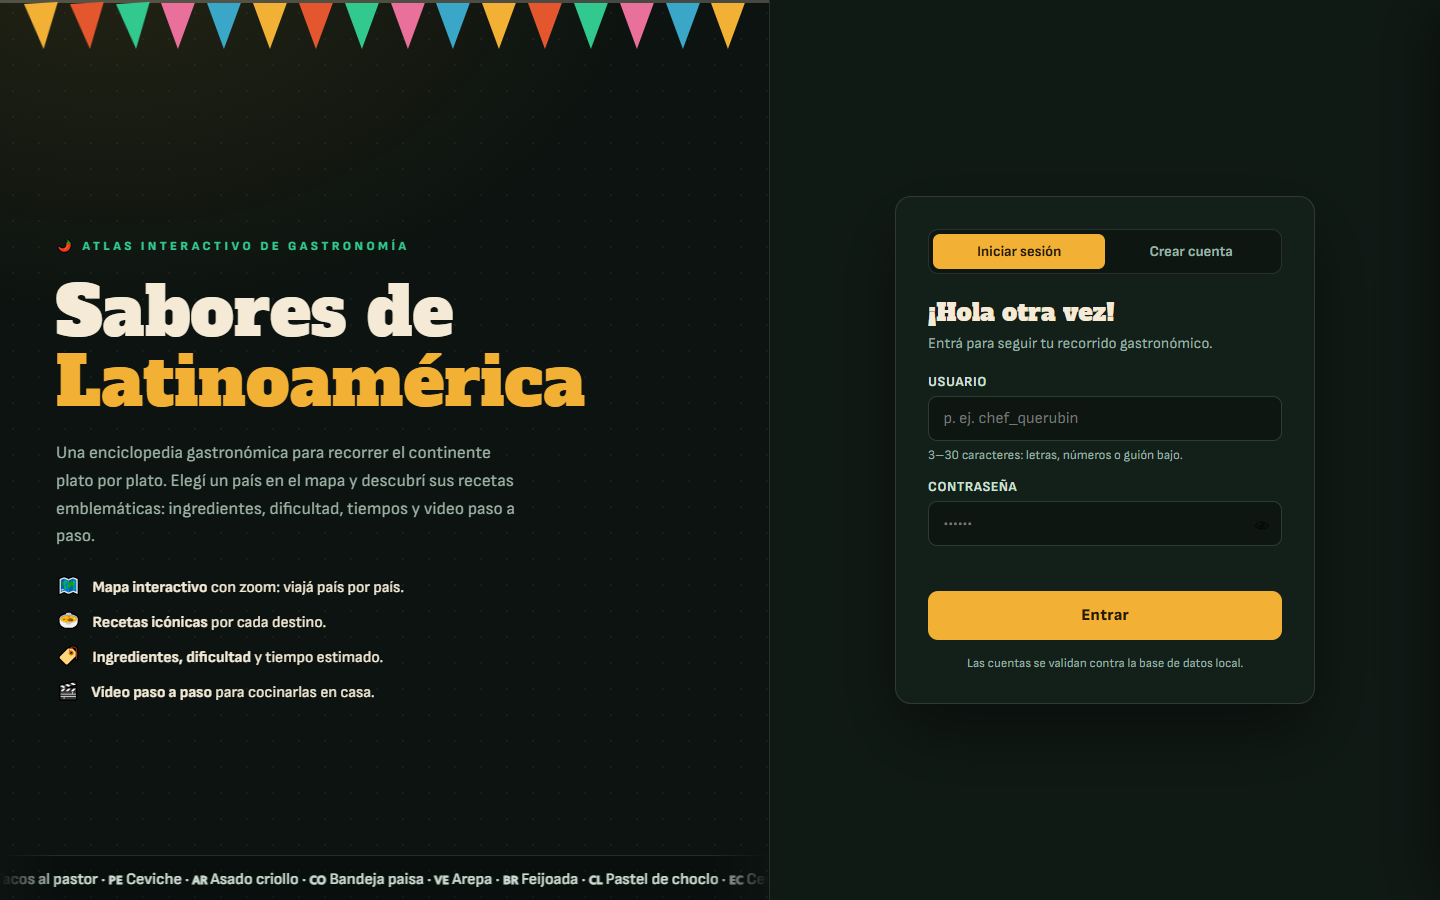 ATLAS INTERACTIVO DE GASTRONOMÍA
Sabores de
Latinoamérica
Una enciclopedia gastronómica para recorrer el continente
plato por plato. Elegí un país en el mapa y descubrí sus recetas
emblemáticas: ingredientes, dificultad, tiempos y video paso a
paso.
Mapa interactivo con zoom: viajá país por país.
Recetas icónicas por cada destino.
Ingredientes, dificultad y tiempo estimado.
Video paso a paso para cocinarlas en casa.
acos al pastor · PE Ceviche · AR Asado criollo · CO Bandeja paisa · VE Arepa · BR Feijoada · CL Pastel de choclo · EC Ce
Iniciar sesión
Crear cuenta
¡Hola otra vez!
Entrá para seguir tu recorrido gastronómico.
USUARIO
p. ej. chef_querubin
3–30 caracteres: letras, números o guión bajo.
CONTRASEÑA
••••••
Entrar
Las cuentas se validan contra la base de datos local.